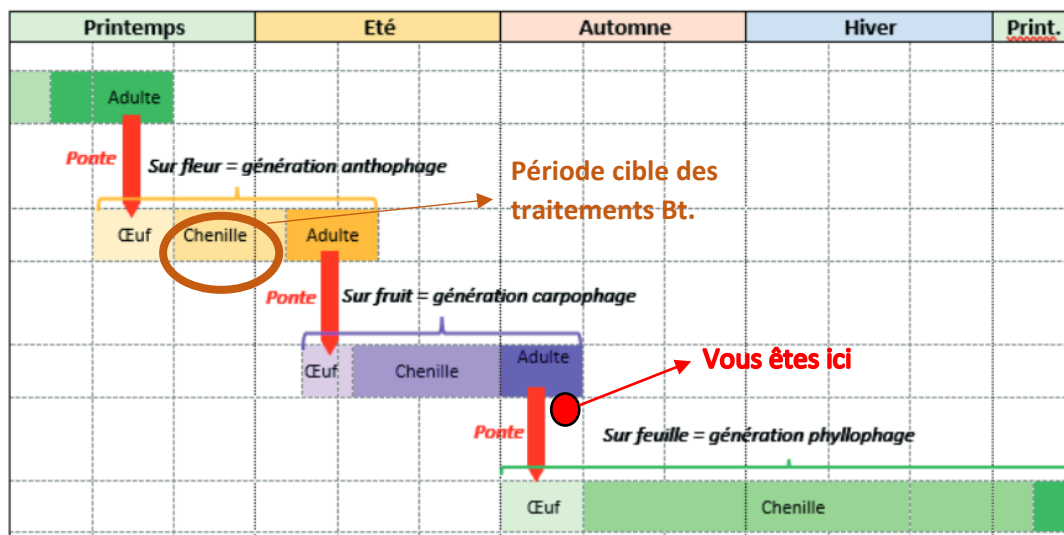 Printemps Eté Automne Hiver Print.
Adulte
Ponte
Sur fleur = génération anthophage
Période cible des
traitements Bt.
Œuf Chenille Adulte
Ponte
Sur fruit = génération carpophage
Œuf Chenille Adulte
Vous êtes ici
Ponte
Sur feuille = génération phyllophage
Œuf Chenille